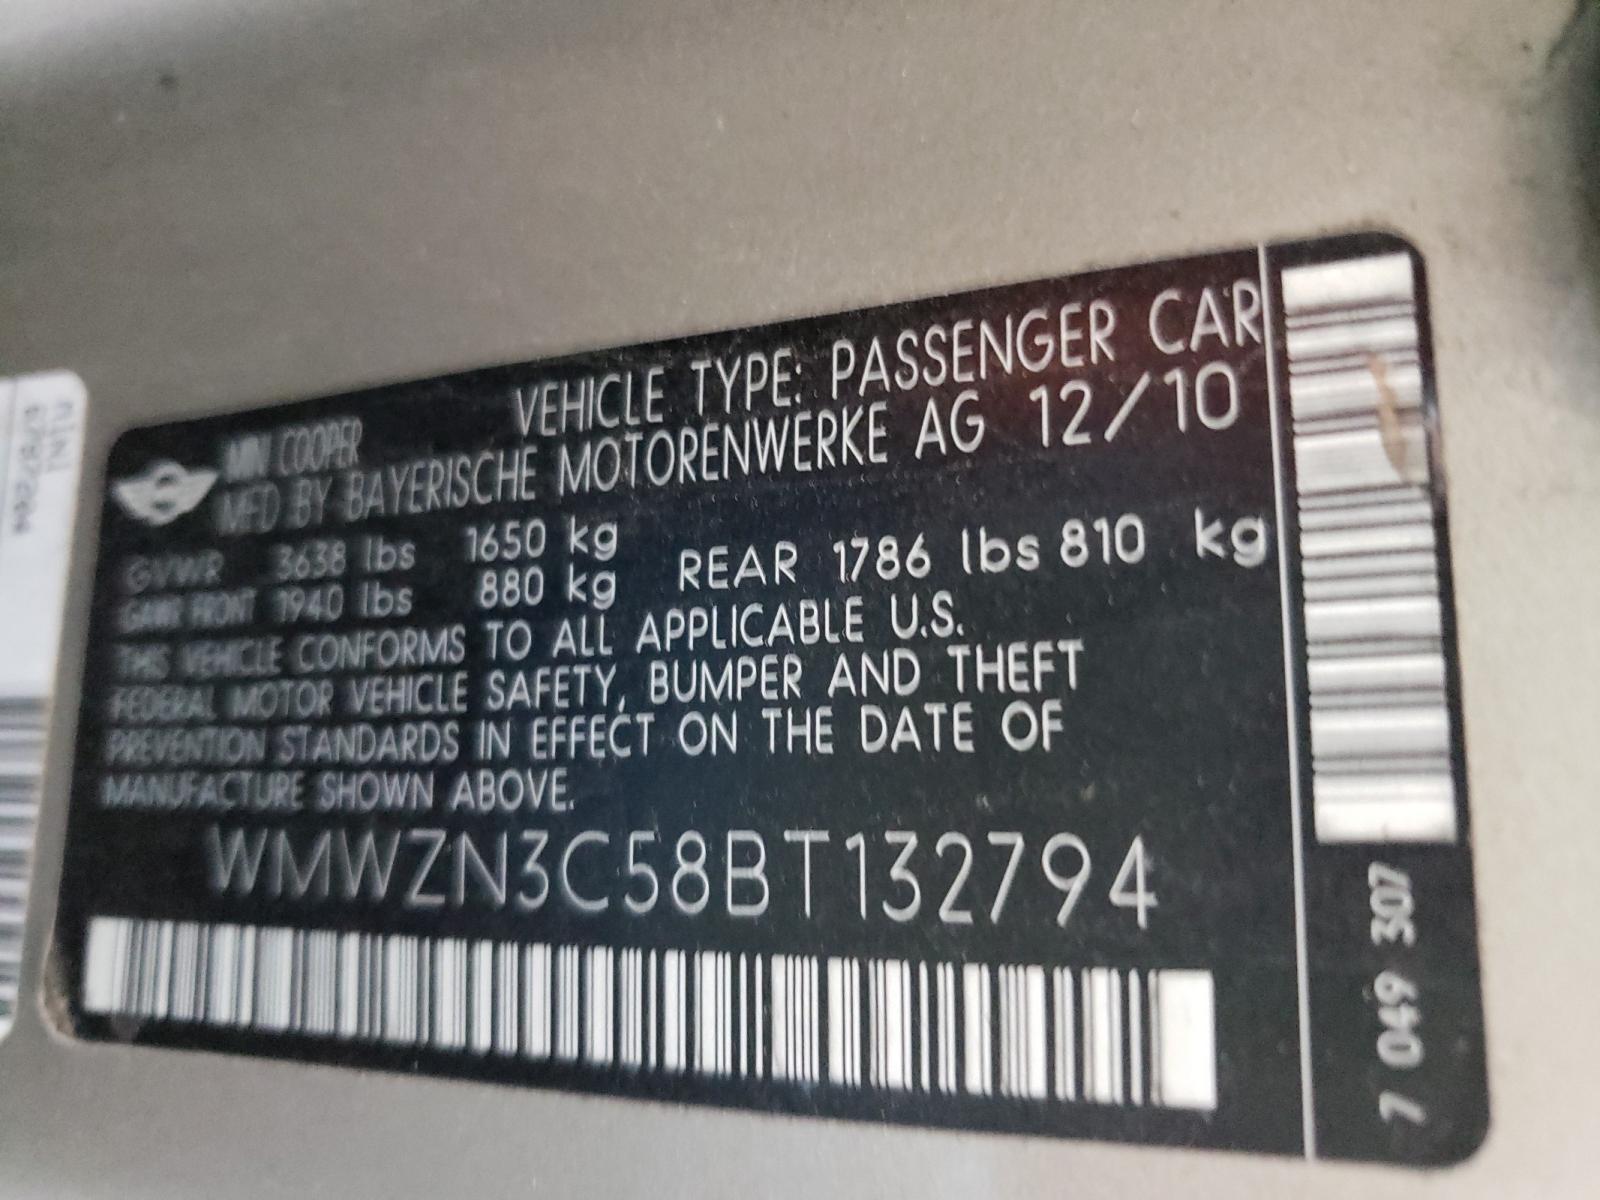 MINI COOPER VEHICLE TYPE: PASSENGER CAR
MFD BY BAYERISCHE MOTORENWERKE AG 12/10
GVWR 3638 lbs 1650 kg
GAWR FRONT 1940 lbs 880 kg REAR 1786 lbs 810 kg
THIS VEHICLE CONFORMS TO ALL APPLICABLE U.S.
FEDERAL MOTOR VEHICLE SAFETY, BUMPER AND THEFT
PREVENTION STANDARDS IN EFFECT ON THE DATE OF
MANUFACTURE SHOWN ABOVE.
WMWZN3C58BT132794
7 049 307
MINI